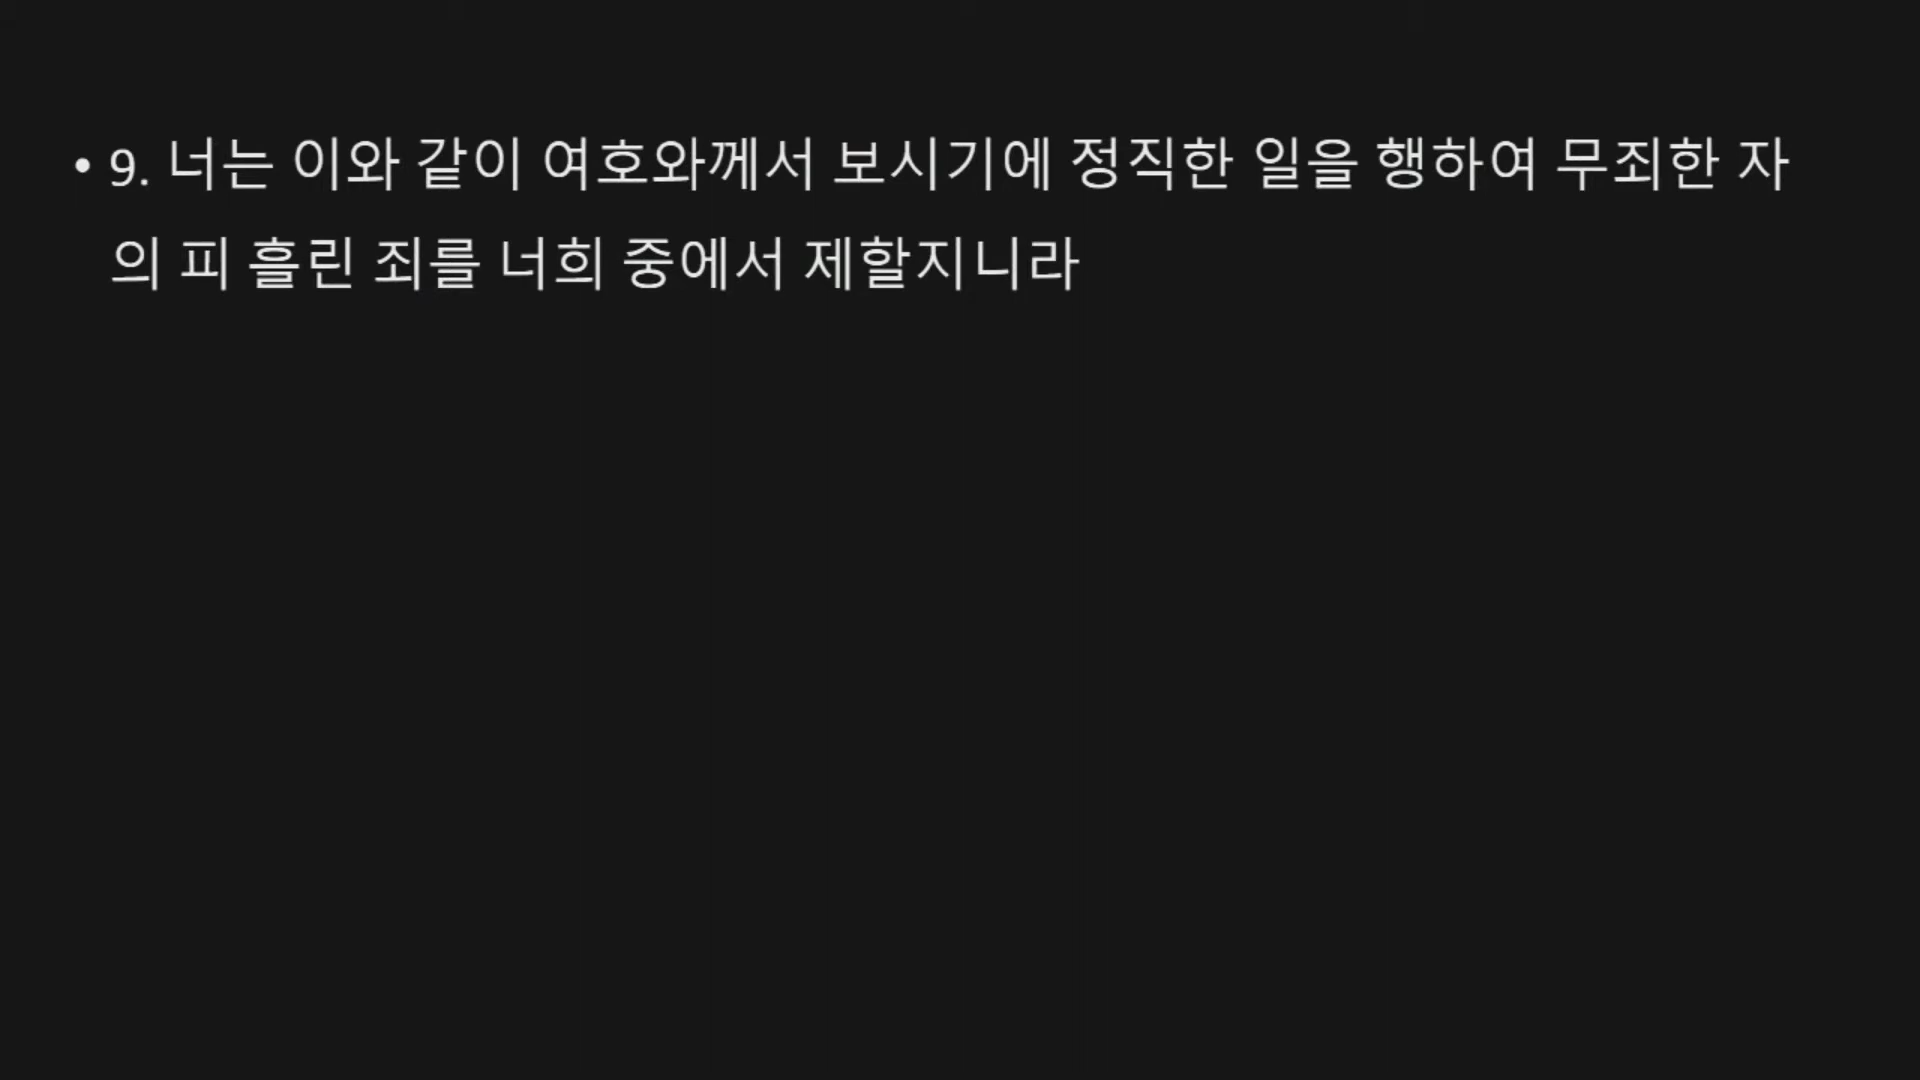 • 9. 너는 이와 같이 여호와께서 보시기에 정직한 일을 행하여 무죄한 자
의 피 흘린 죄를 너희 중에서 제할지니라